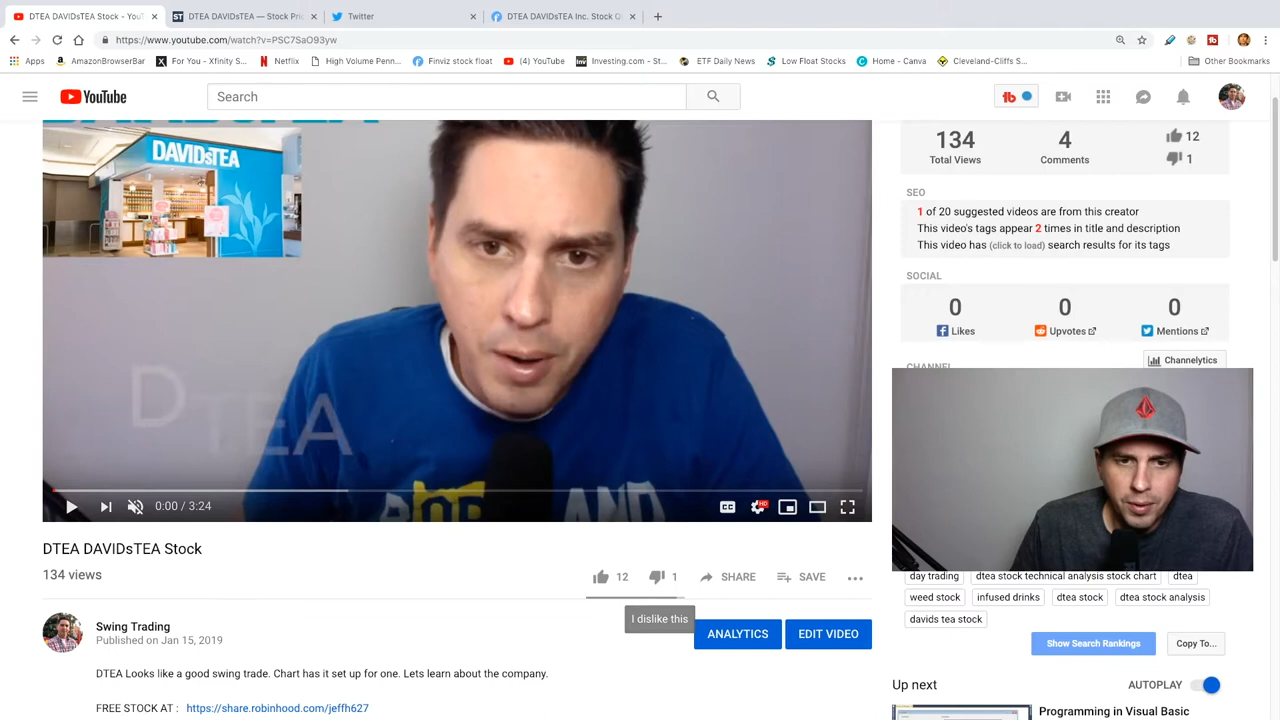 DTEA DAVIDsTEA Stock - YouT
DTEA DAVIDsTEA — Stock Pric
Twitter
DTEA DAVIDsTEA Inc. Stock Q
https://www.youtube.com/watch?v=PSC7SaO93yw
Apps
AmazonBrowserBar
For You - Xfinity S...
Netflix
High Volume Penn...
Finviz stock float
(4) YouTube
Investing.com - St...
ETF Daily News
Low Float Stocks
Home - Canva
Cleveland-Cliffs S...
Other Bookmarks
YouTube
Search
DAVIDsTEA
DTEA
0:00 / 3:24
DTEA DAVIDsTEA Stock
134 views
12
1
SHARE
SAVE
I dislike this
Swing Trading
Published on Jan 15, 2019
ANALYTICS
EDIT VIDEO
DTEA Looks like a good swing trade. Chart has it set up for one. Lets learn about the company.
FREE STOCK AT : https://share.robinhood.com/jeffh627
134
Total Views
4
Comments
12
1
SEO
1 of 20 suggested videos are from this creator
This video's tags appear 2 times in title and description
This video has (click to load) search results for its tags
SOCIAL
0
Likes
0
Upvotes
0
Mentions
CHANNEL
Channelytics
day trading
dtea stock technical analysis stock chart
dtea
weed stock
infused drinks
dtea stock
dtea stock analysis
davids tea stock
Show Search Rankings
Copy To...
Up next
AUTOPLAY
Programming in Visual Basic